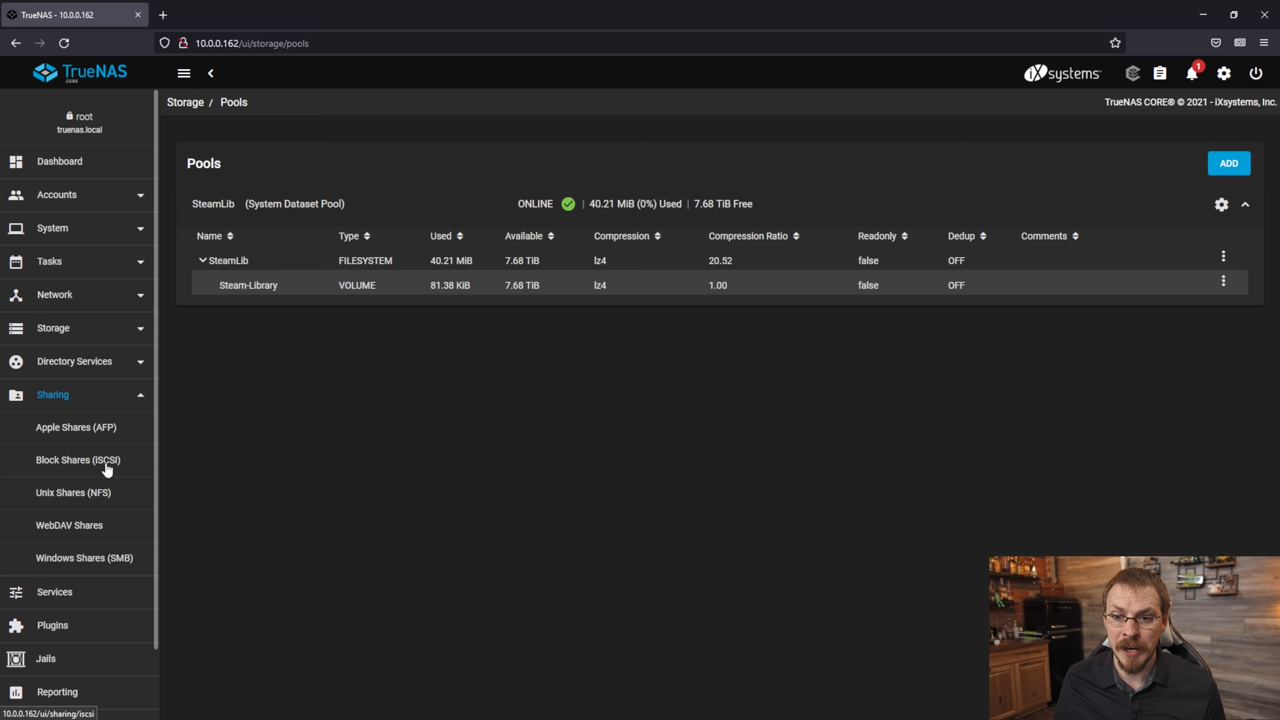 TrueNAS - 10.0.0.162
10.0.0.162/ui/storage/pools
TrueNAS
CORE
iXsystems
1
root
truenas.local
Storage / Pools
TrueNAS CORE® © 2021 - iXsystems, Inc.
Dashboard
Accounts
System
Tasks
Network
Storage
Directory Services
Sharing
Apple Shares (AFP)
Block Shares (iSCSI)
Unix Shares (NFS)
WebDAV Shares
Windows Shares (SMB)
Services
Plugins
Jails
Reporting
10.0.0.162/ui/sharing/iscsi
Pools
ADD
SteamLib (System Dataset Pool) ONLINE | 40.21 MiB (0%) Used | 7.68 TiB Free
Name Type Used Available Compression Compression Ratio Readonly Dedup Comments
SteamLib FILESYSTEM 40.21 MiB 7.68 TiB lz4 20.52 false OFF
Steam-Library VOLUME 81.38 KiB 7.68 TiB lz4 1.00 false OFF